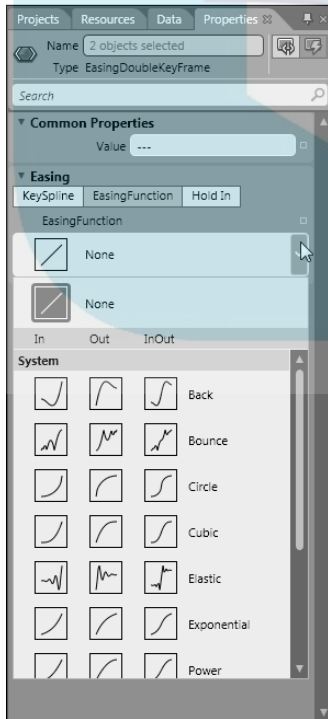 Projects Resources Data Properties
Name 2 objects selected
Type EasingDoubleKeyFrame
Search
Common Properties
Value ---
Easing
KeySpline EasingFunction Hold In
EasingFunction
None
None
In Out InOut
System
Back
Bounce
Circle
Cubic
Elastic
Exponential
Power